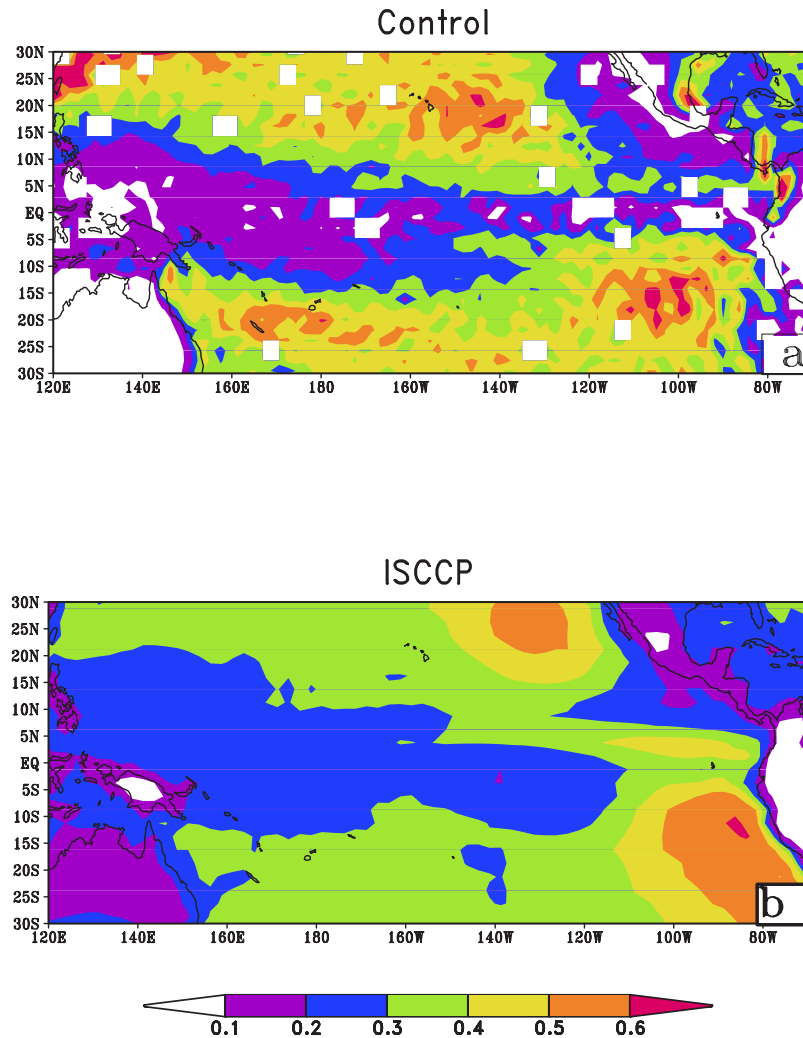 Control
30N
25N
20N
15N
10N
5N
EQ
5S
10S
15S
20S
25S
30S
120E 140E 160E 180 160W 140W 120W 100W 80W
a
ISCCP
30N
25N
20N
15N
10N
5N
EQ
5S
10S
15S
20S
25S
30S
120E 140E 160E 180 160W 140W 120W 100W 80W
b
0.1 0.2 0.3 0.4 0.5 0.6